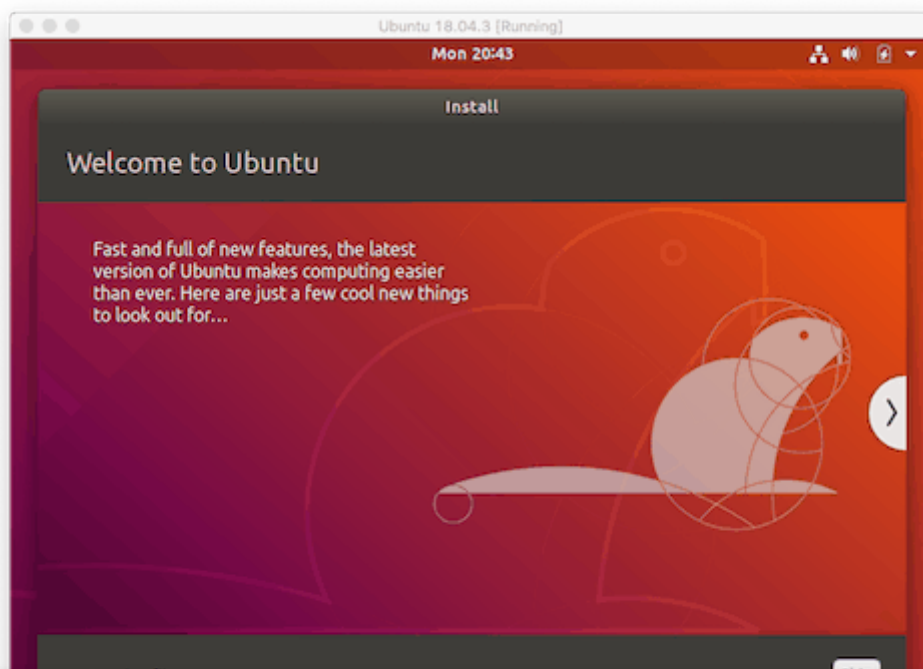 Ubuntu 18.04.3 [Running]
Mon 20:43
Install
Welcome to Ubuntu
Fast and full of new features, the latest
version of Ubuntu makes computing easier
than ever. Here are just a few cool new things
to look out for...